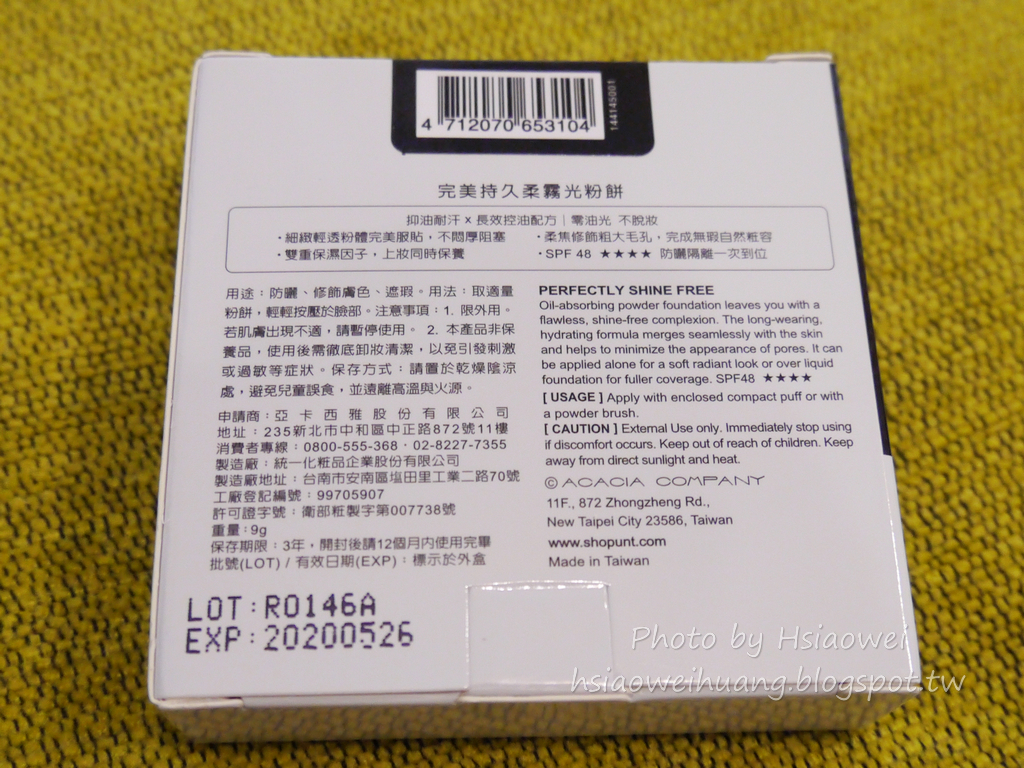 4 712070 653104
144145001
完美持久柔霧光粉餅
抑油耐汗 x 長效控油配方｜零油光 不脫妝
・細緻輕透粉體完美服貼，不悶厚阻塞
・柔焦修飾粗大毛孔，完成無瑕自然粧容
・雙重保濕因子，上妝同時保養
・SPF 48 ★★★★ 防曬隔離一次到位
用途：防曬、修飾膚色、遮瑕。用法：取適量
粉餅，輕輕按壓於臉部。注意事項：1. 限外用。
若肌膚出現不適，請暫停使用。 2. 本產品非保
養品，使用後需徹底卸妝清潔，以免引發刺激
或過敏等症狀。保存方式：請置於乾燥陰涼
處，避免兒童誤食，並遠離高溫與火源。
申請商：亞卡西雅股份有限公司
地址：235新北市中和區中正路872號11樓
消費者專線：0800-555-368・02-8227-7355
製造廠：統一化粧品企業股份有限公司
製造廠地址：台南市安南區塩田里工業二路70號
工廠登記編號：99705907
許可證字號：衛部粧製字第007738號
重量：9g
保存期限：3年，開封後請12個月內使用完畢
批號(LOT) / 有效日期(EXP)：標示於外盒
PERFECTLY SHINE FREE
Oil-absorbing powder foundation leaves you with a
flawless, shine-free complexion. The long-wearing,
hydrating formula merges seamlessly with the skin
and helps to minimize the appearance of pores. It can
be applied alone for a soft radiant look or over liquid
foundation for fuller coverage. SPF48 ★★★★
[ USAGE ] Apply with enclosed compact puff or with
a powder brush.
[ CAUTION ] External Use only. Immediately stop using
if discomfort occurs. Keep out of reach of children. Keep
away from direct sunlight and heat.
© ACACIA COMPANY
11F., 872 Zhongzheng Rd.,
New Taipei City 23586, Taiwan
www.shopunt.com
Made in Taiwan
LOT:R0146A
EXP:20200526
Photo by Hsiaowei
hsiaoweihuang.blogspot.tw